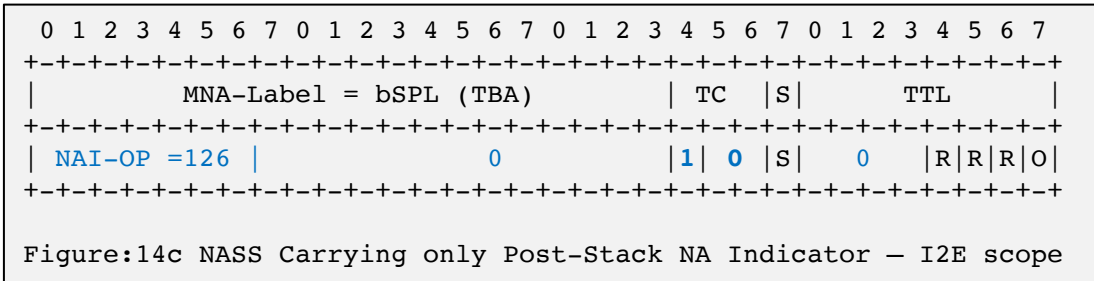 0 1 2 3 4 5 6 7 0 1 2 3 4 5 6 7 0 1 2 3 4 5 6 7 0 1 2 3 4 5 6 7
+-+-+-+-+-+-+-+-+-+-+-+-+-+-+-+-+-+-+-+-+-+-+-+-+-+-+-+-+-+-+-+-+
| MNA-Label = bSPL (TBA) | TC |S| TTL |
+-+-+-+-+-+-+-+-+-+-+-+-+-+-+-+-+-+-+-+-+-+-+-+-+-+-+-+-+-+-+-+-+
| NAI-OP =126 | 0 |1| 0 |S| 0 |R|R|R|O|
+-+-+-+-+-+-+-+-+-+-+-+-+-+-+-+-+-+-+-+-+-+-+-+-+-+-+-+-+-+-+-+-+
Figure:14c NASS Carrying only Post-Stack NA Indicator – I2E scope